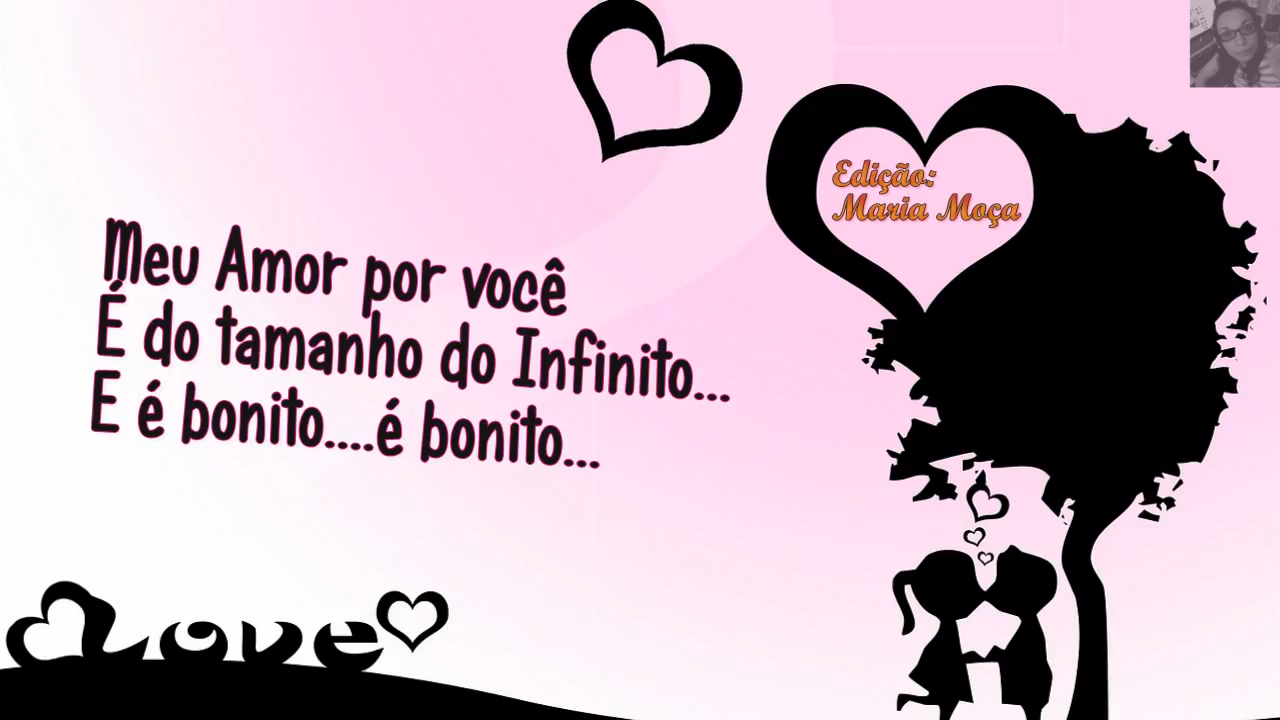 Edição:
Maria Moça
Meu Amor por você
É do tamanho do Infinito...
E é bonito....é bonito...
Love